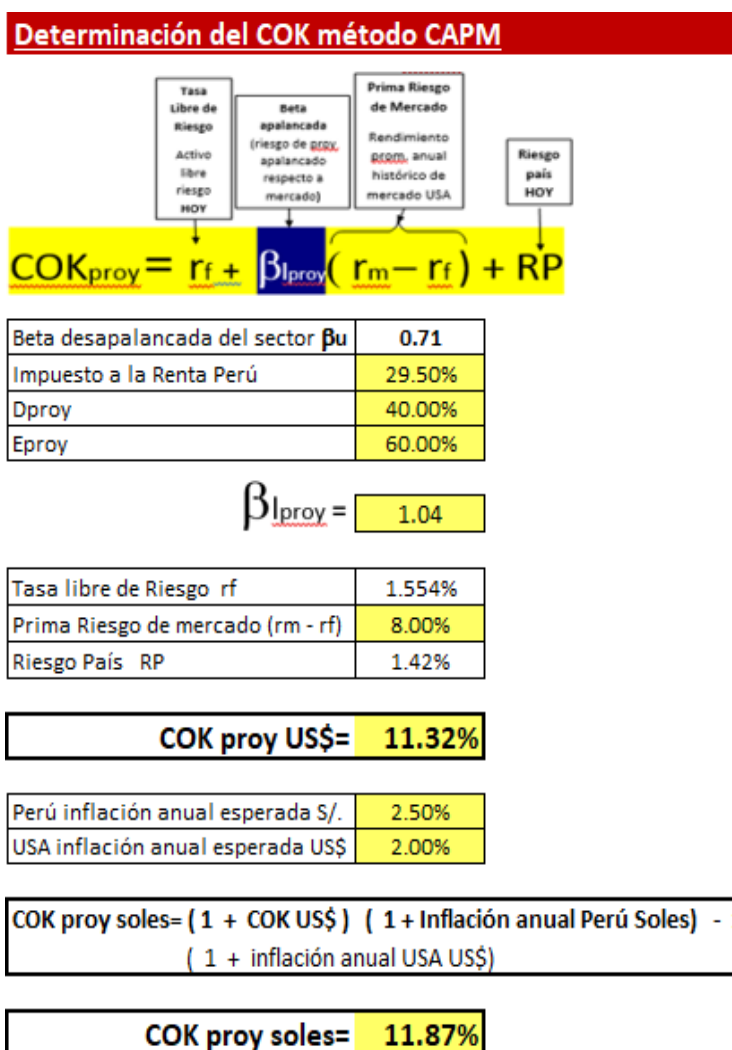 Determinación del COK método CAPM
Tasa
Libre de
Riesgo
Activo
libre
riesgo
HOY
Beta
apalancada
(riesgo de proy.
apalancado
respecto a
mercado)
Prima Riesgo
de Mercado
Rendimiento
prom. anual
histórico de
mercado USA
Riesgo
país
HOY
COKproy = rf + βlproy( rm – rf ) + RP
Beta desapalancada del sector βu 0.71
Impuesto a la Renta Perú 29.50%
Dproy 40.00%
Eproy 60.00%
βlproy = 1.04
Tasa libre de Riesgo rf 1.554%
Prima Riesgo de mercado (rm - rf) 8.00%
Riesgo País RP 1.42%
COK proy US$= 11.32%
Perú inflación anual esperada S/. 2.50%
USA inflación anual esperada US$ 2.00%
COK proy soles= ( 1 + COK US$ ) ( 1 + Inflación anual Perú Soles) -
( 1 + inflación anual USA US$)
COK proy soles= 11.87%